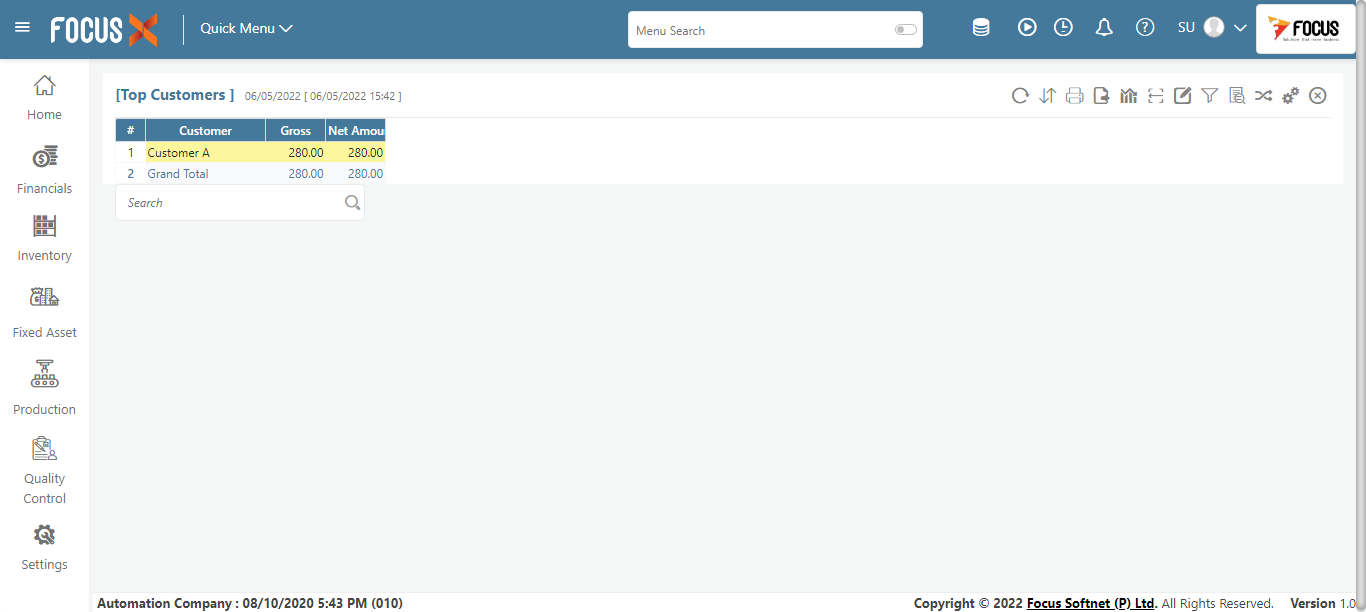 FOCUS X Quick Menu Menu Search SU FOCUS
Home
Financials
Inventory
Fixed Asset
Production
Quality
Control
Settings
[Top Customers ] 06/05/2022 [ 06/05/2022 15:42 ]
# Customer Gross Net Amou
1 Customer A 280.00 280.00
2 Grand Total 280.00 280.00
Search
Automation Company : 08/10/2020 5:43 PM (010) Copyright © 2022 Focus Softnet (P) Ltd. All Rights Reserved. Version 1.0